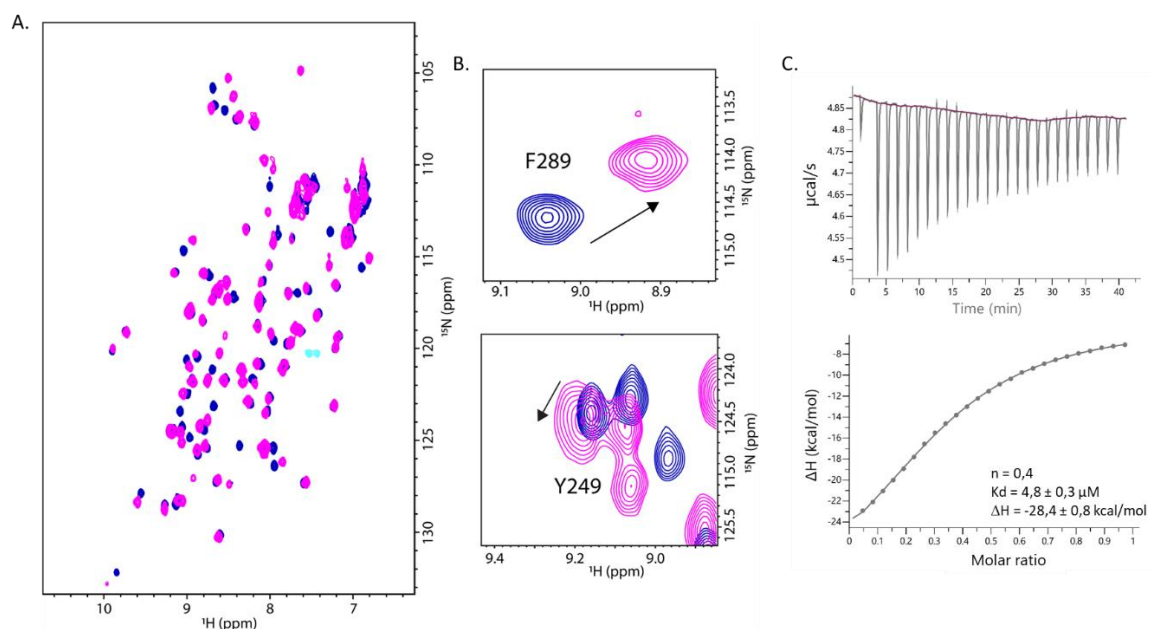 A.
105
110
115
120
125
130
¹⁵N (ppm)
10
9
8
7
¹H (ppm)
B.
F289
113.5
114.0
114.5
115.0
¹⁵N (ppm)
9.1
9.0
8.9
¹H (ppm)
Y249
124.0
124.5
115.0
125.5
¹⁵N (ppm)
9.4
9.2
9.0
¹H (ppm)
C.
4.85
4.8
4.75
4.7
4.65
4.6
4.55
4.5
µcal/s
0 5 10 15 20 25 30 35 40
Time (min)
-8
-10
-12
-14
-16
-18
-20
-22
-24
ΔH (kcal/mol)
n = 0,4
Kd = 4,8 ± 0,3 µM
ΔH = -28,4 ± 0,8 kcal/mol
0 0.1 0.2 0.3 0.4 0.5 0.6 0.7 0.8 0.9 1
Molar ratio